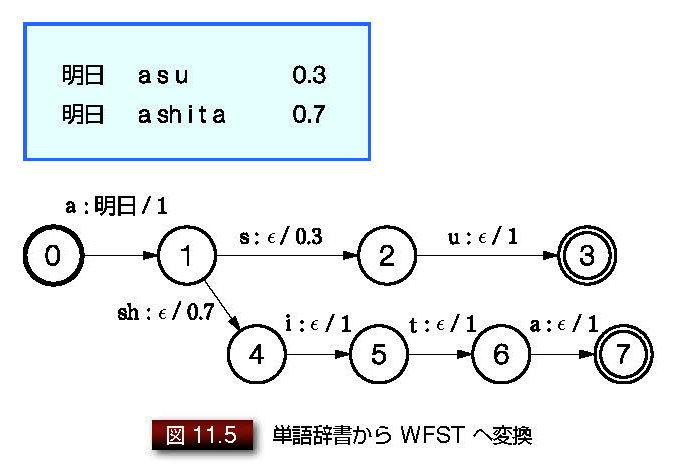 明日 asu 0.3
明日 ashita 0.7
a : 明日 / 1
0 1 s : ϵ / 0.3 2 u : ϵ / 1 3
sh : ϵ / 0.7
4 i : ϵ / 1 5 t : ϵ / 1 6 a : ϵ / 1 7
図 11.5 単語辞書から WFST へ変換